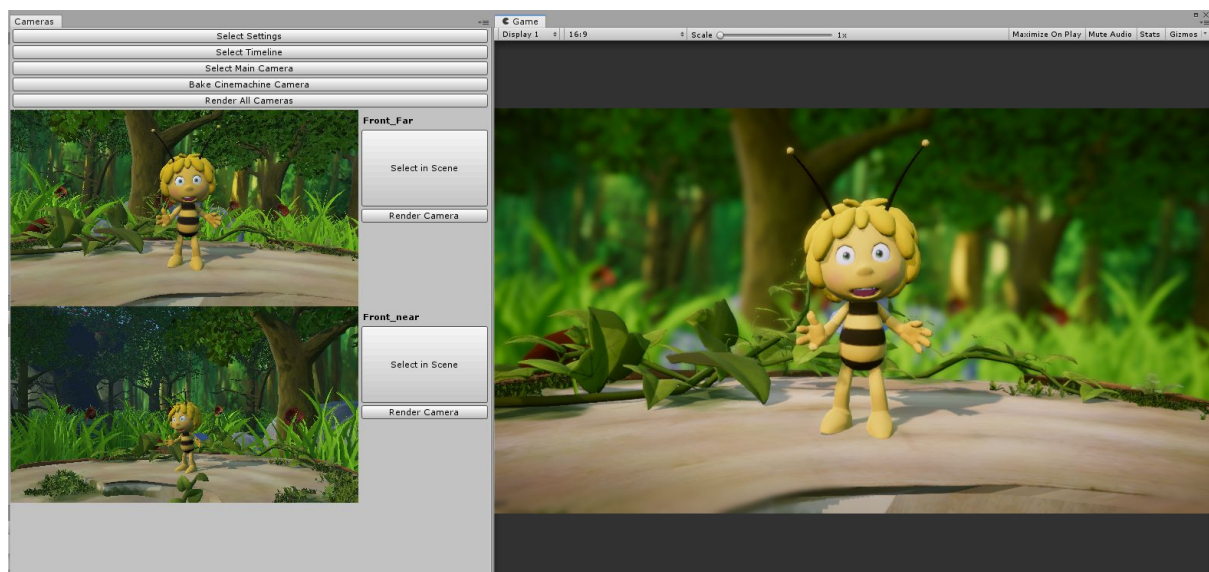 Cameras
Select Settings
Select Timeline
Select Main Camera
Bake Cinemachine Camera
Render All Cameras
Front_Far
Select in Scene
Render Camera
Front_near
Select in Scene
Render Camera
Game
Display 1 16:9 Scale 1x Maximize On Play Mute Audio Stats Gizmos